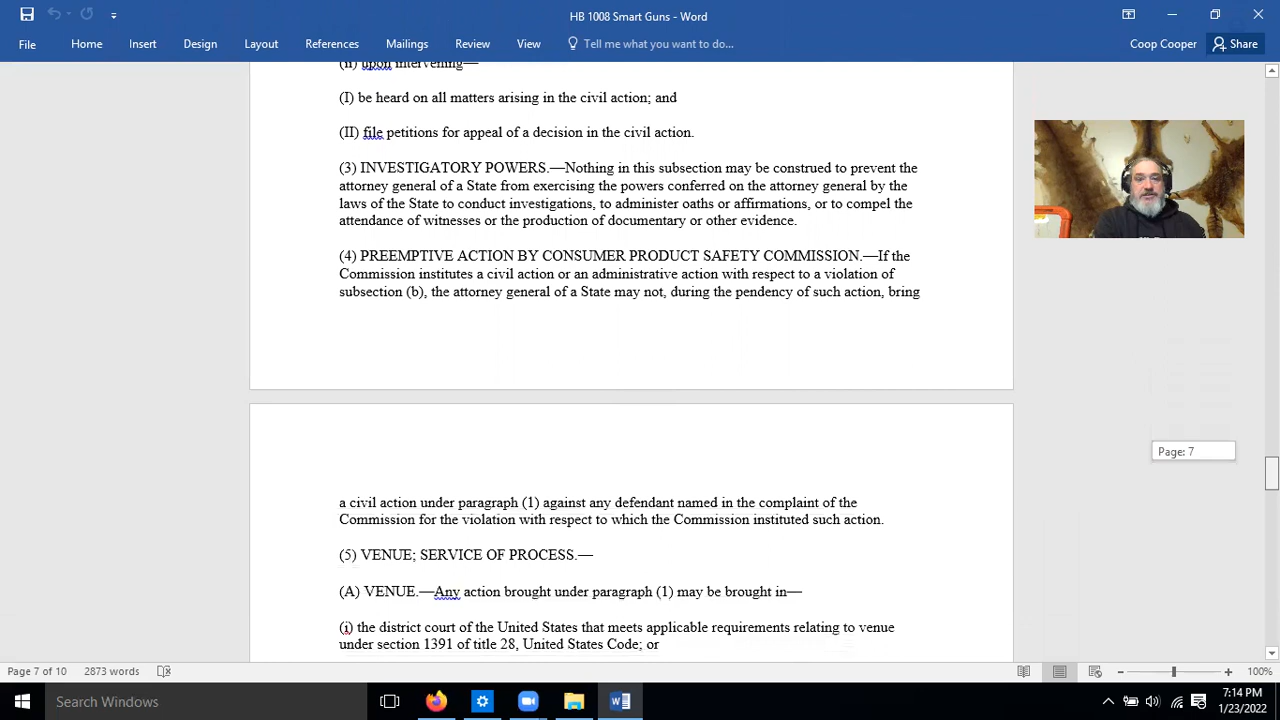 HB 1008 Smart Guns - Word
File Home Insert Design Layout References Mailings Review View Tell me what you want to do... Coop Cooper Share
(ii) upon intervening—
(I) be heard on all matters arising in the civil action; and
(II) file petitions for appeal of a decision in the civil action.
(3) INVESTIGATORY POWERS.—Nothing in this subsection may be construed to prevent the
attorney general of a State from exercising the powers conferred on the attorney general by the
laws of the State to conduct investigations, to administer oaths or affirmations, or to compel the
attendance of witnesses or the production of documentary or other evidence.
(4) PREEMPTIVE ACTION BY CONSUMER PRODUCT SAFETY COMMISSION.—If the
Commission institutes a civil action or an administrative action with respect to a violation of
subsection (b), the attorney general of a State may not, during the pendency of such action, bring
Page: 7
a civil action under paragraph (1) against any defendant named in the complaint of the
Commission for the violation with respect to which the Commission instituted such action.
(5) VENUE; SERVICE OF PROCESS.—
(A) VENUE.—Any action brought under paragraph (1) may be brought in—
(i) the district court of the United States that meets applicable requirements relating to venue
under section 1391 of title 28, United States Code; or
Page 7 of 10 2873 words 100%
Search Windows
7:14 PM
1/23/2022